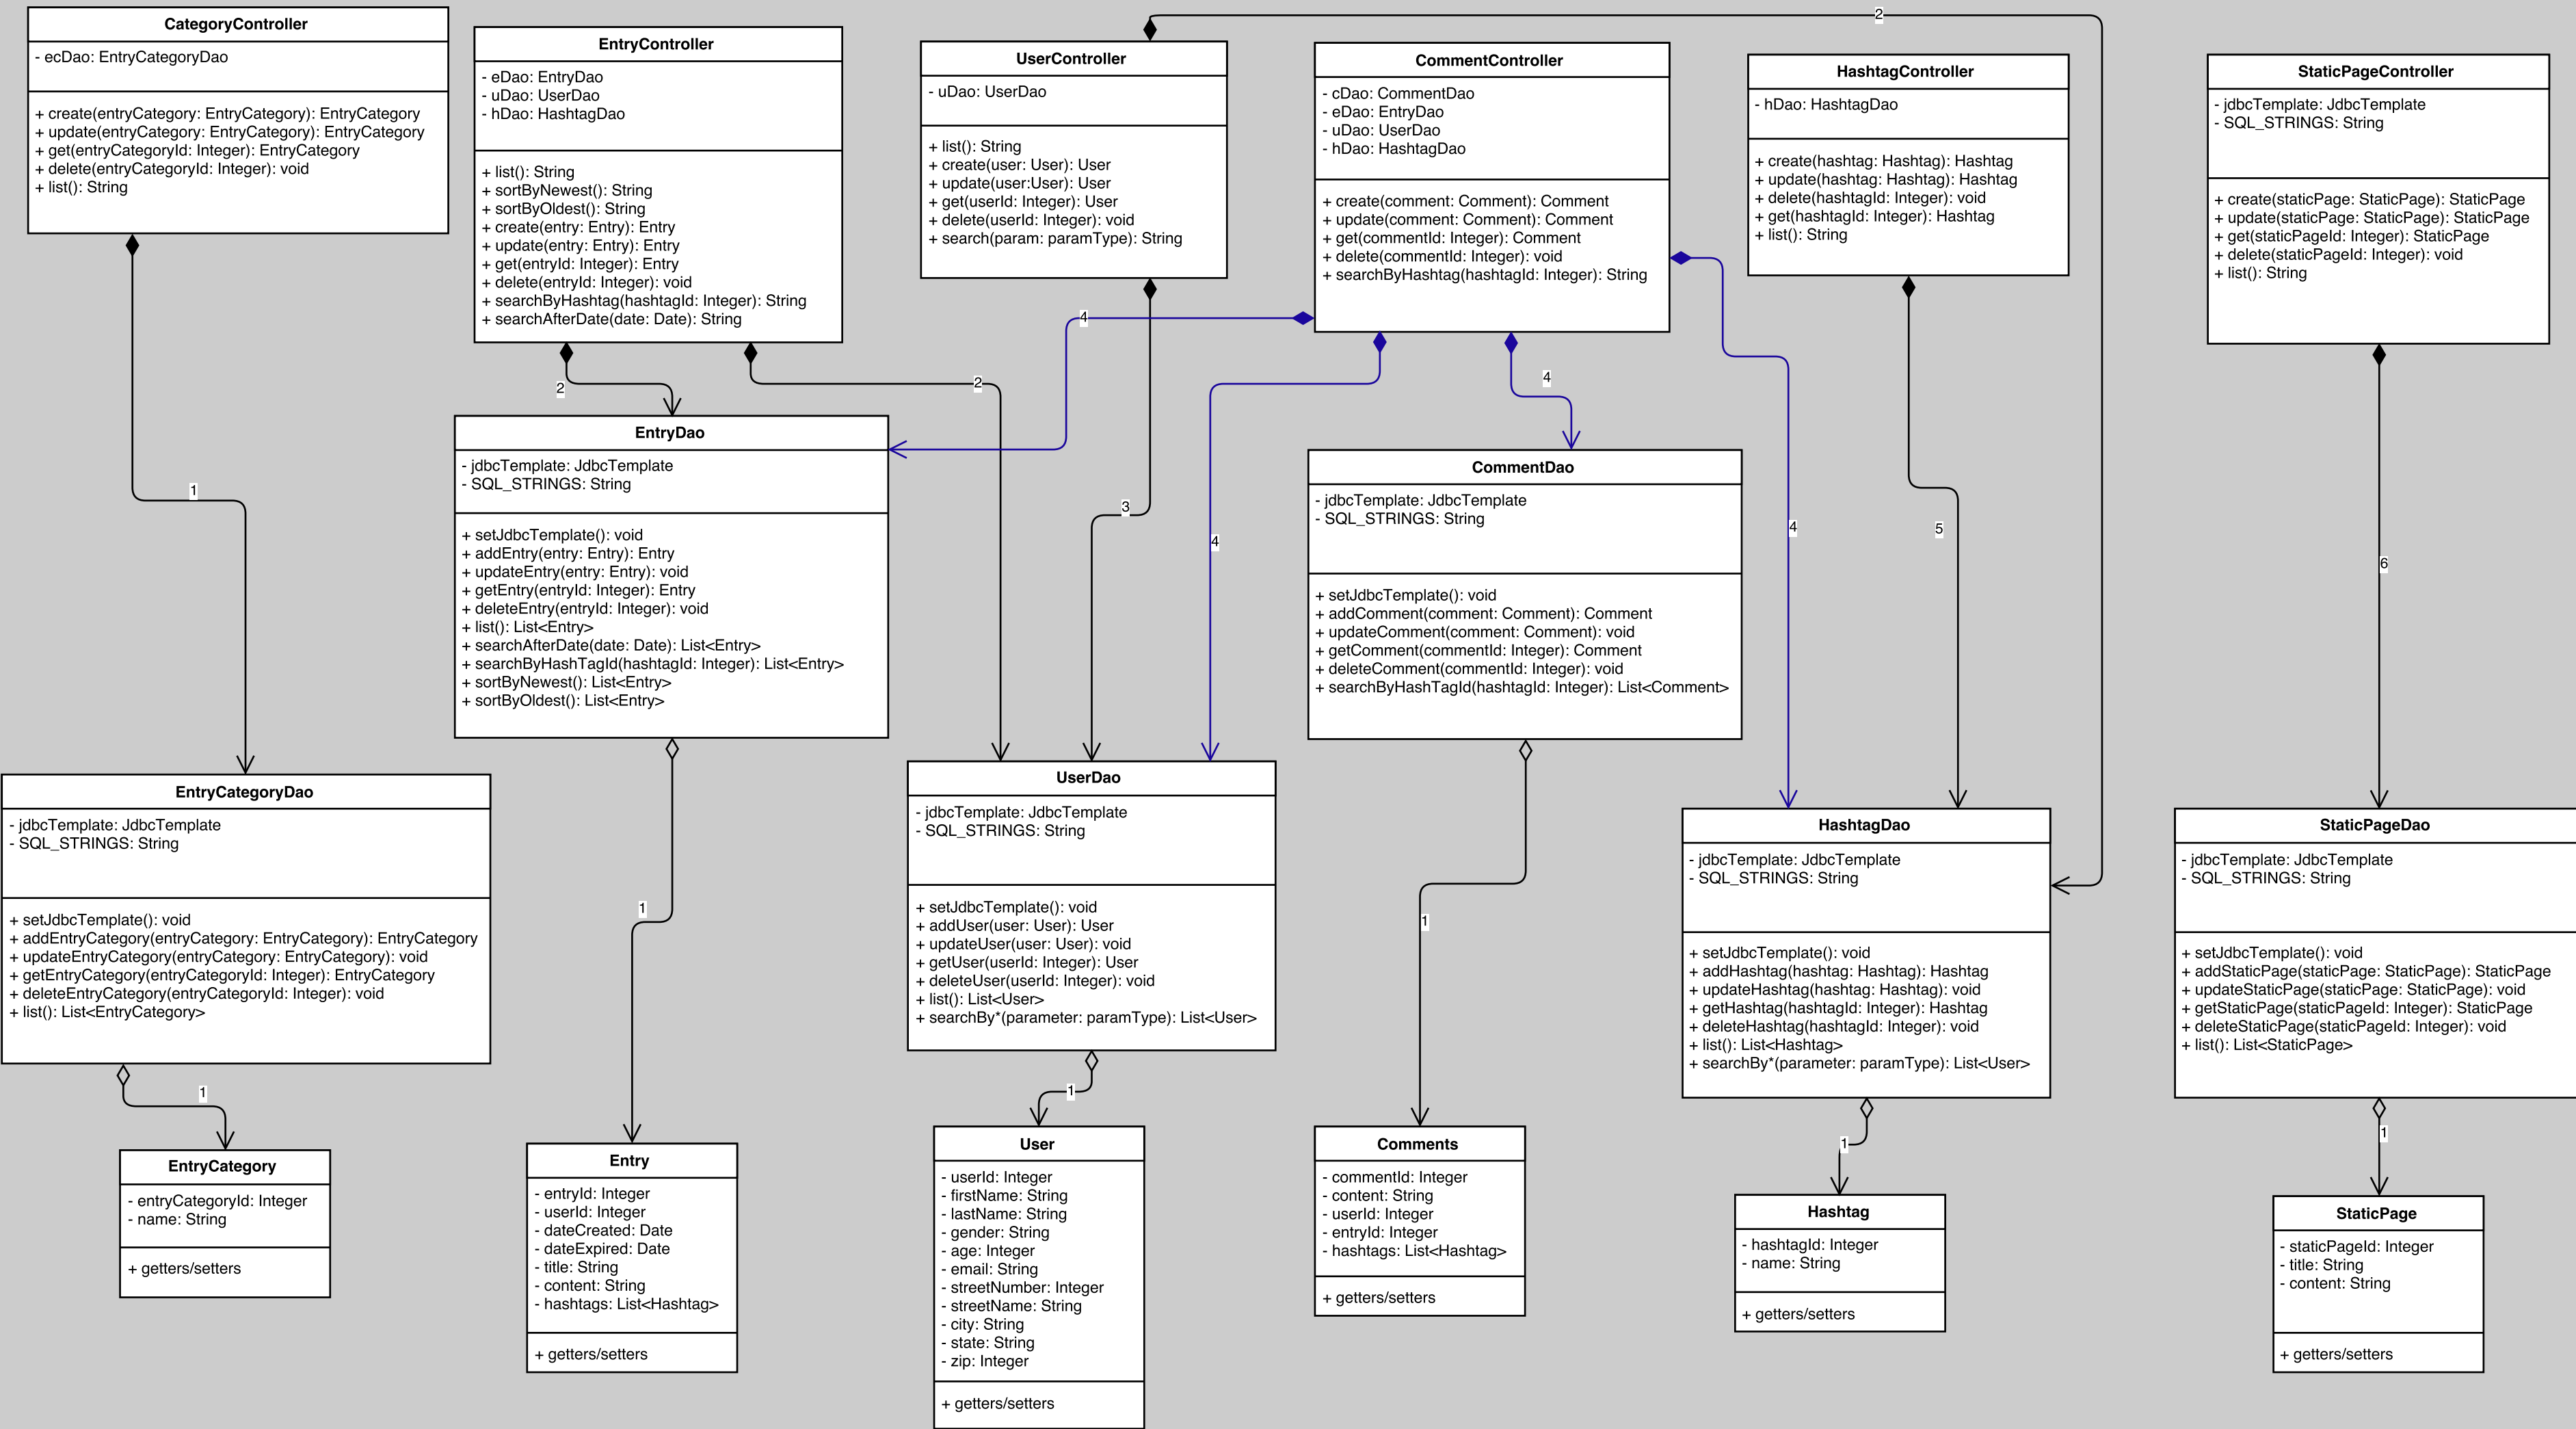 CategoryController
- ecDao: EntryCategoryDao
+ create(entryCategory: EntryCategory): EntryCategory
+ update(entryCategory: EntryCategory): EntryCategory
+ get(entryCategoryId: Integer): EntryCategory
+ delete(entryCategoryId: Integer): void
+ list(): String
EntryController
- eDao: EntryDao
- uDao: UserDao
- hDao: HashtagDao
+ list(): String
+ sortByNewest(): String
+ sortByOldest(): String
+ create(entry: Entry): Entry
+ update(entry: Entry): Entry
+ get(entryId: Integer): Entry
+ delete(entryId: Integer): void
+ searchByHashtag(hashtagId: Integer): String
+ searchAfterDate(date: Date): String
UserController
- uDao: UserDao
+ list(): String
+ create(user: User): User
+ update(user:User): User
+ get(userId: Integer): User
+ delete(userId: Integer): void
+ search(param: paramType): String
CommentController
- cDao: CommentDao
- eDao: EntryDao
- uDao: UserDao
- hDao: HashtagDao
+ create(comment: Comment): Comment
+ update(comment: Comment): Comment
+ get(commentId: Integer): Comment
+ delete(commentId: Integer): void
+ searchByHashtag(hashtagId: Integer): String
HashtagController
- hDao: HashtagDao
+ create(hashtag: Hashtag): Hashtag
+ update(hashtag: Hashtag): Hashtag
+ delete(hashtagId: Integer): void
+ get(hashtagId: Integer): Hashtag
+ list(): String
StaticPageController
- jdbcTemplate: JdbcTemplate
- SQL_STRINGS: String
+ create(staticPage: StaticPage): StaticPage
+ update(staticPage: StaticPage): StaticPage
+ get(staticPageId: Integer): StaticPage
+ delete(staticPageId: Integer): void
+ list(): String
2
4
2
2
4
1
3
4
4
5
6
EntryDao
- jdbcTemplate: JdbcTemplate
- SQL_STRINGS: String
+ setJdbcTemplate(): void
+ addEntry(entry: Entry): Entry
+ updateEntry(entry: Entry): void
+ getEntry(entryId: Integer): Entry
+ deleteEntry(entryId: Integer): void
+ list(): List<Entry>
+ searchAfterDate(date: Date): List<Entry>
+ searchByHashTagId(hashtagId: Integer): List<Entry>
+ sortByNewest(): List<Entry>
+ sortByOldest(): List<Entry>
CommentDao
- jdbcTemplate: JdbcTemplate
- SQL_STRINGS: String
+ setJdbcTemplate(): void
+ addComment(comment: Comment): Comment
+ updateComment(comment: Comment): void
+ getComment(commentId: Integer): Comment
+ deleteComment(commentId: Integer): void
+ searchByHashTagId(hashtagId: Integer): List<Comment>
EntryCategoryDao
- jdbcTemplate: JdbcTemplate
- SQL_STRINGS: String
+ setJdbcTemplate(): void
+ addEntryCategory(entryCategory: EntryCategory): EntryCategory
+ updateEntryCategory(entryCategory: EntryCategory): void
+ getEntryCategory(entryCategoryId: Integer): EntryCategory
+ deleteEntryCategory(entryCategoryId: Integer): void
+ list(): List<EntryCategory>
UserDao
- jdbcTemplate: JdbcTemplate
- SQL_STRINGS: String
+ setJdbcTemplate(): void
+ addUser(user: User): User
+ updateUser(user: User): void
+ getUser(userId: Integer): User
+ deleteUser(userId: Integer): void
+ list(): List<User>
+ searchBy*(parameter: paramType): List<User>
HashtagDao
- jdbcTemplate: JdbcTemplate
- SQL_STRINGS: String
+ setJdbcTemplate(): void
+ addHashtag(hashtag: Hashtag): Hashtag
+ updateHashtag(hashtag: Hashtag): void
+ getHashtag(hashtagId: Integer): Hashtag
+ deleteHashtag(hashtagId: Integer): void
+ list(): List<Hashtag>
+ searchBy*(parameter: paramType): List<User>
StaticPageDao
- jdbcTemplate: JdbcTemplate
- SQL_STRINGS: String
+ setJdbcTemplate(): void
+ addStaticPage(staticPage: StaticPage): StaticPage
+ updateStaticPage(staticPage: StaticPage): void
+ getStaticPage(staticPageId: Integer): StaticPage
+ deleteStaticPage(staticPageId: Integer): void
+ list(): List<StaticPage>
1
1
1
1
1
1
EntryCategory
- entryCategoryId: Integer
- name: String
+ getters/setters
Entry
- entryId: Integer
- userId: Integer
- dateCreated: Date
- dateExpired: Date
- title: String
- content: String
- hashtags: List<Hashtag>
+ getters/setters
User
- userId: Integer
- firstName: String
- lastName: String
- gender: String
- age: Integer
- email: String
- streetNumber: Integer
- streetName: String
- city: String
- state: String
- zip: Integer
+ getters/setters
Comments
- commentId: Integer
- content: String
- userId: Integer
- entryId: Integer
- hashtags: List<Hashtag>
+ getters/setters
Hashtag
- hashtagId: Integer
- name: String
+ getters/setters
StaticPage
- staticPageId: Integer
- title: String
- content: String
+ getters/setters